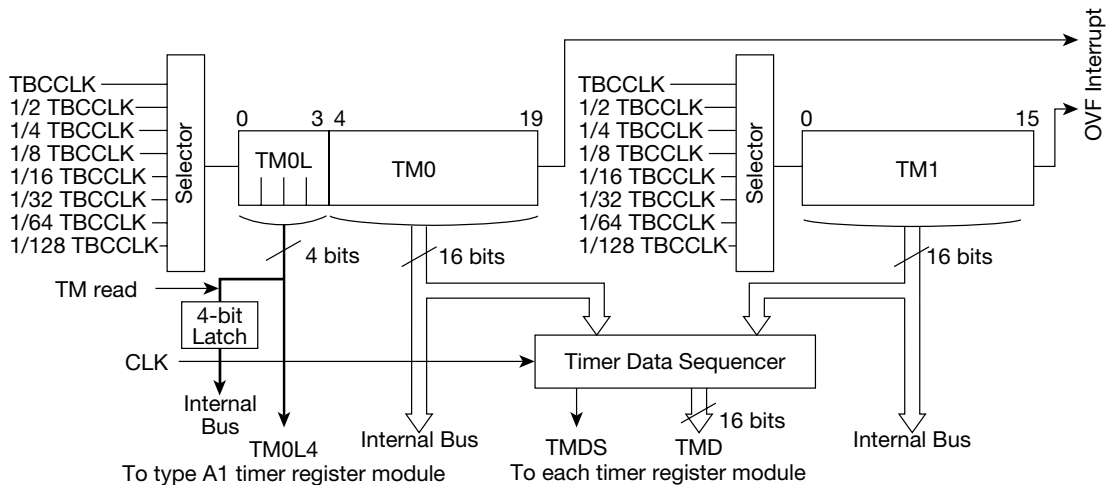 OVF Interrupt
TBCCLK
1/2 TBCCLK
1/4 TBCCLK
1/8 TBCCLK
1/16 TBCCLK
1/32 TBCCLK
1/64 TBCCLK
1/128 TBCCLK
Selector
0 3 4 19
TM0L
TM0
TBCCLK
1/2 TBCCLK
1/4 TBCCLK
1/8 TBCCLK
1/16 TBCCLK
1/32 TBCCLK
1/64 TBCCLK
1/128 TBCCLK
Selector
0 15
TM1
4 bits
16 bits
16 bits
TM read
4-bit
Latch
CLK
Timer Data Sequencer
Internal
Bus
TM0L4
To type A1 timer register module
Internal Bus
TMDS
TMD
16 bits
To each timer register module
Internal Bus